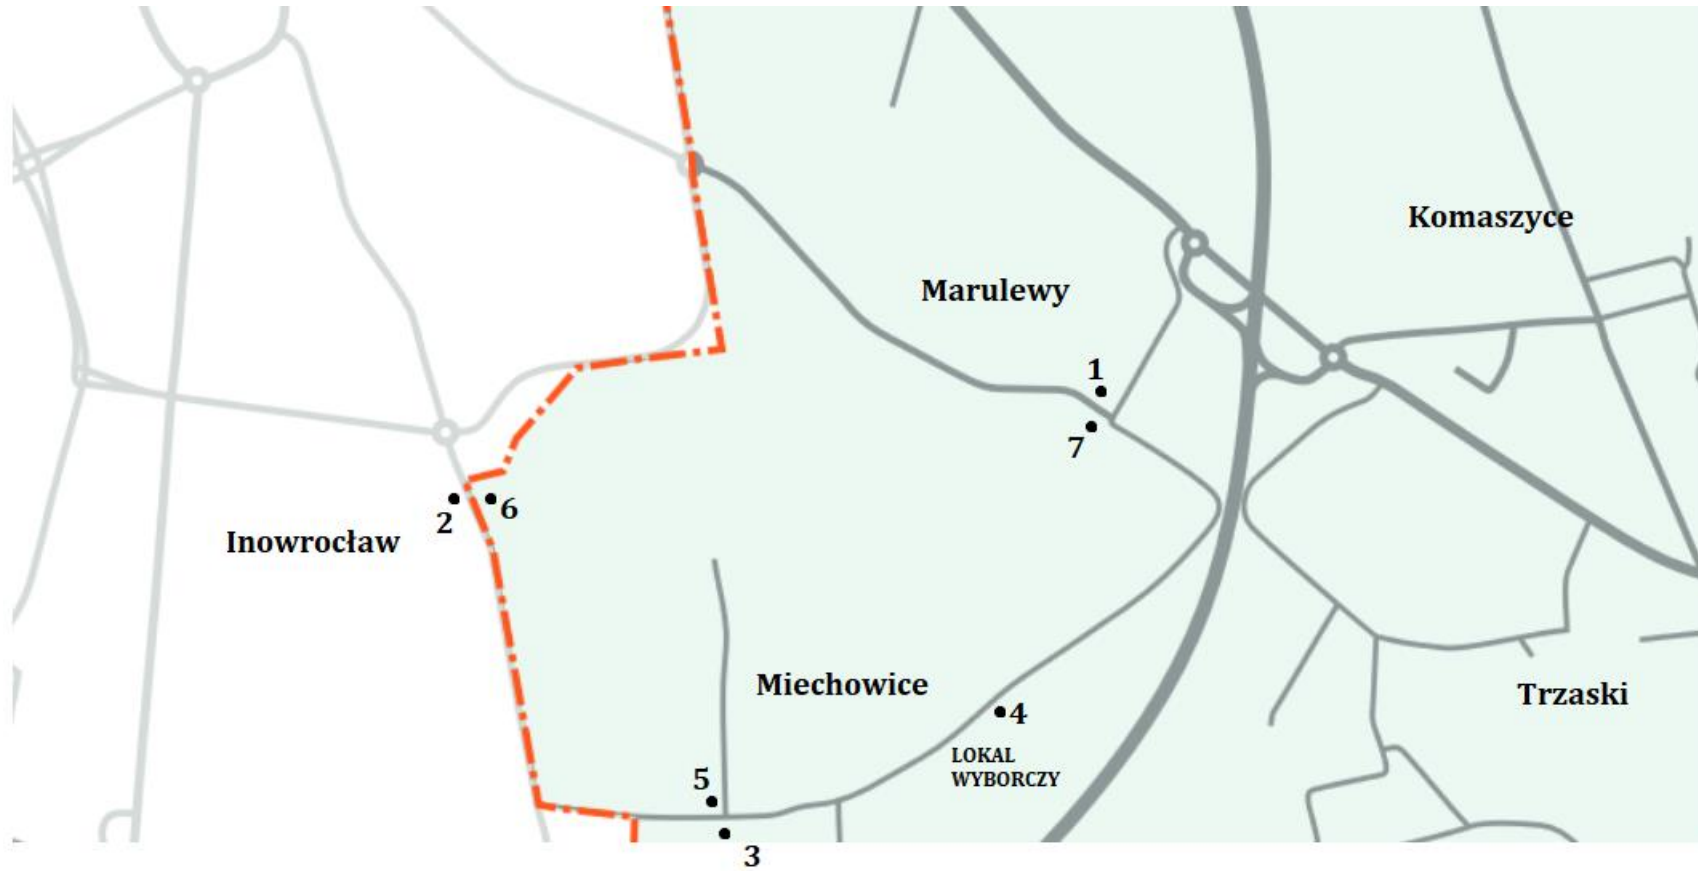 Komaszyce
Marulewy
1
7
2
6
Inowrocław
Miechowice
4
Trzaski
LOKAL
WYBORCZY
5
3